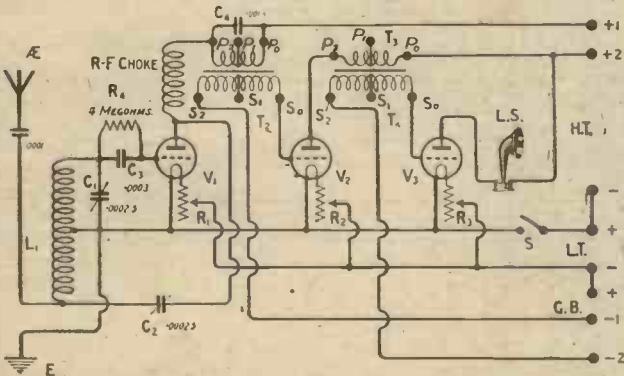 C₄ .0001
+1
P₂ P₁ P₀
P₂ P₁ T₃ P₀
+2
Æ
R-F CHOKE
R₄
4 MEGOHMS.
S₂ S₁ S₀
T₂
S₂ S₁ S₀
T₄
L.S.
H.T.
.0001
C₃
.0003
C₁
.00025
V₁
V₂
V₃
R₁
R₂
R₃
-
+
S
L.T.
L₁
-
+
C₂ .00025
G.B.
-1
E
-2